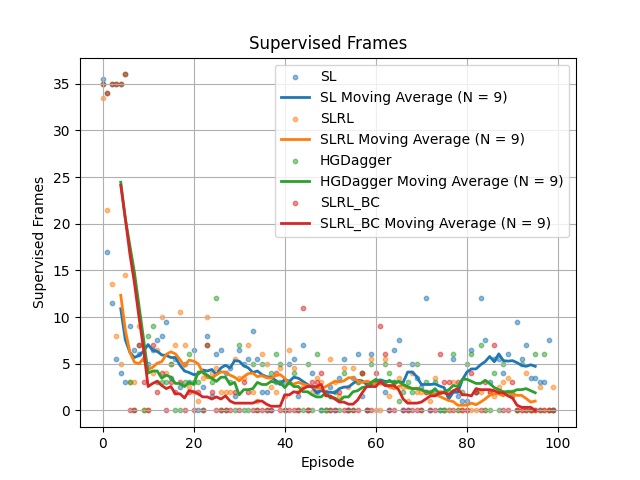 Supervised Frames
SL
SL Moving Average (N = 9)
SLRL
SLRL Moving Average (N = 9)
HGDagger
HGDagger Moving Average (N = 9)
SLRL_BC
SLRL_BC Moving Average (N = 9)
Supervised Frames
35
30
25
20
15
10
5
0
0 20 40 60 80 100
Episode